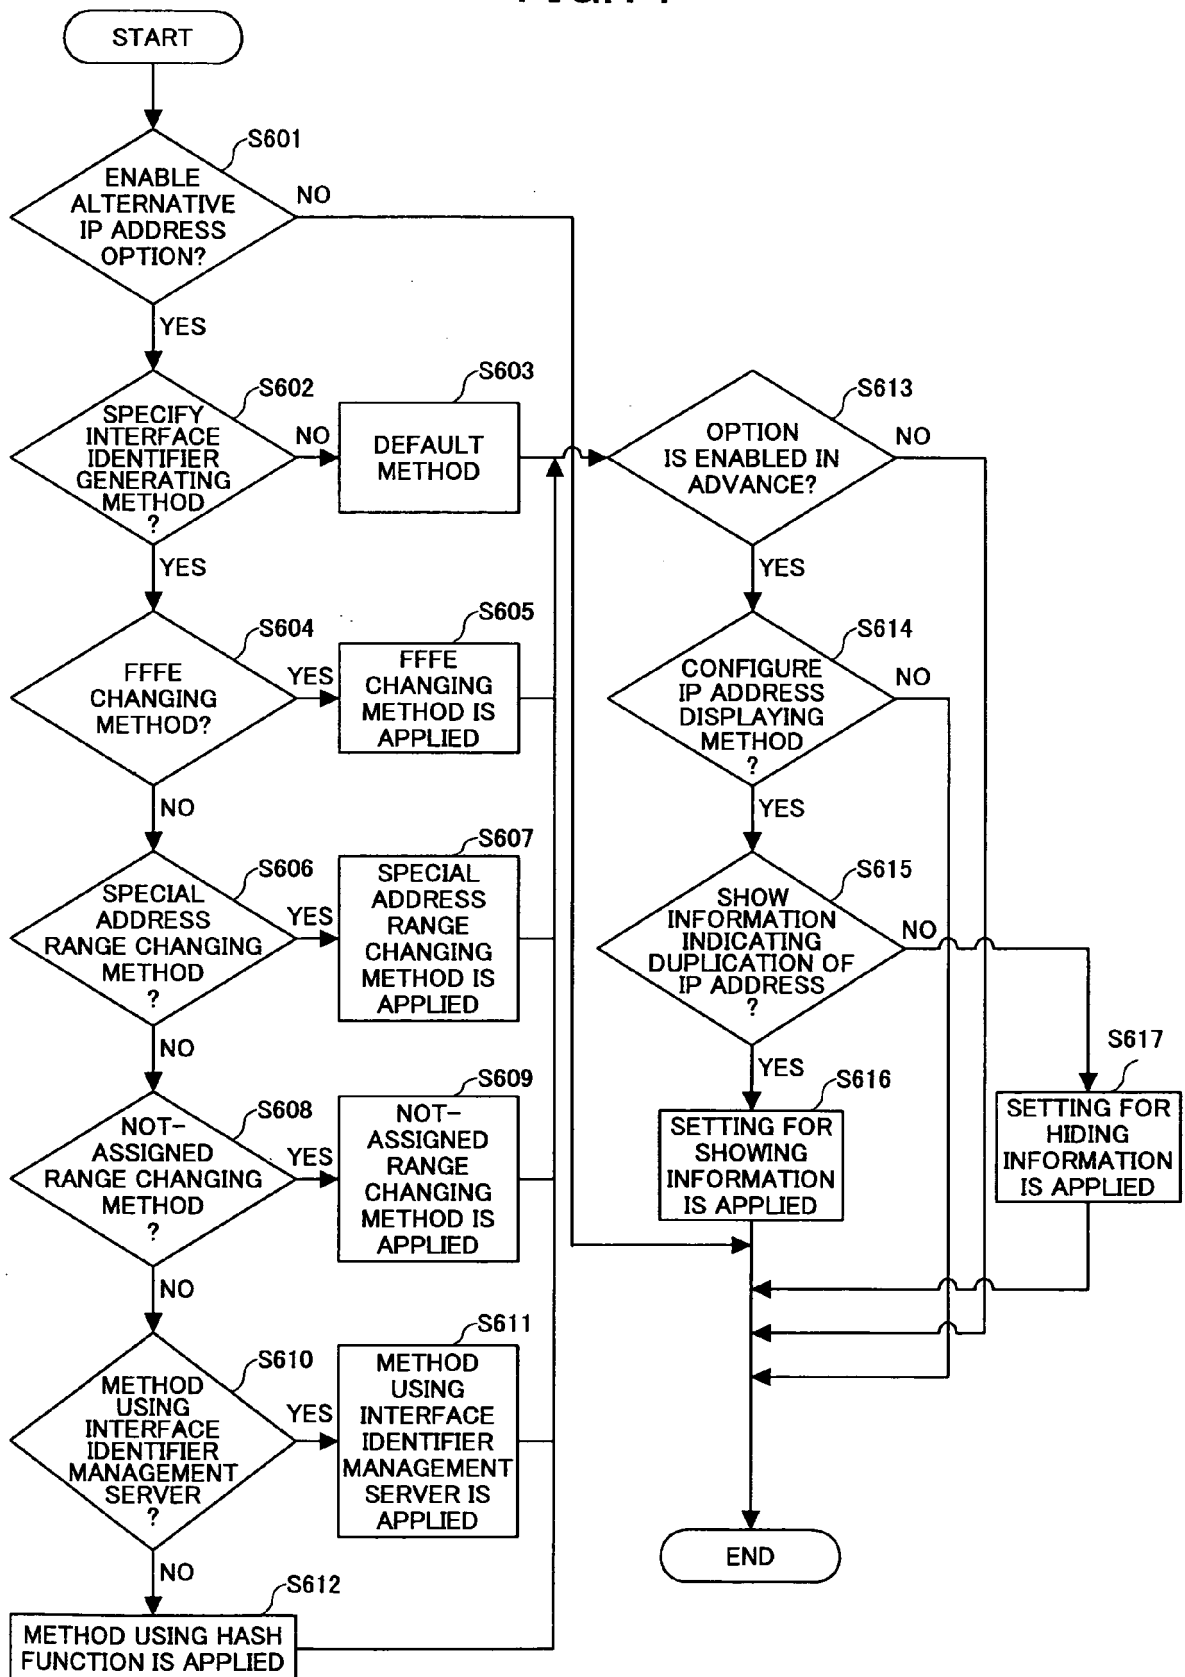 START
S601
ENABLE
ALTERNATIVE
IP ADDRESS
OPTION?
NO
YES
S602
SPECIFY
INTERFACE
IDENTIFIER
GENERATING
METHOD
?
NO
YES
S603
DEFAULT
METHOD
S604
FFFE
CHANGING
METHOD?
YES
NO
S605
FFFE
CHANGING
METHOD IS
APPLIED
S606
SPECIAL
ADDRESS
RANGE CHANGING
METHOD
?
YES
NO
S607
SPECIAL
ADDRESS
RANGE
CHANGING
METHOD IS
APPLIED
S608
NOT-
ASSIGNED
RANGE CHANGING
METHOD
?
YES
NO
S609
NOT-
ASSIGNED
RANGE
CHANGING
METHOD IS
APPLIED
S610
METHOD
USING
INTERFACE
IDENTIFIER
MANAGEMENT
SERVER
?
YES
NO
S611
METHOD
USING
INTERFACE
IDENTIFIER
MANAGEMENT
SERVER IS
APPLIED
S612
METHOD USING HASH
FUNCTION IS APPLIED
S613
OPTION
IS ENABLED IN
ADVANCE?
NO
YES
S614
CONFIGURE
IP ADDRESS
DISPLAYING
METHOD
?
NO
YES
S615
SHOW
INFORMATION
INDICATING
DUPLICATION OF
IP ADDRESS
?
NO
YES
S616
SETTING FOR
SHOWING
INFORMATION
IS APPLIED
S617
SETTING FOR
HIDING
INFORMATION
IS APPLIED
END